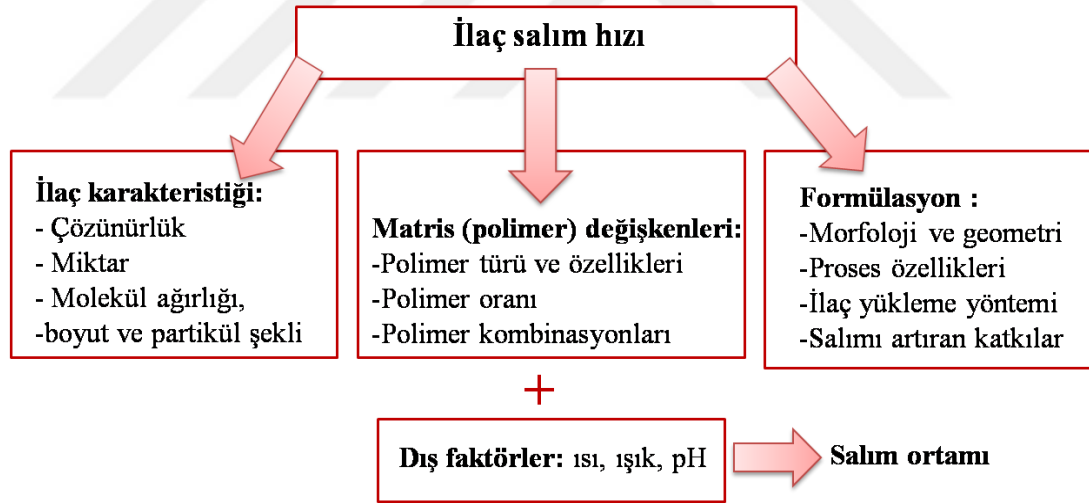 İlaç salım hızı
İlaç karakteristiği:
- Çözünürlük
- Miktar
- Molekül ağırlığı,
-boyut ve partikül şekli
Matris (polimer) değişkenleri:
-Polimer türü ve özellikleri
-Polimer oranı
-Polimer kombinasyonları
Formülasyon :
-Morfoloji ve geometri
-Proses özellikleri
-İlaç yükleme yöntemi
-Salımı artıran katkılar
+
Dış faktörler: ısı, ışik, pH
Salım ortamı